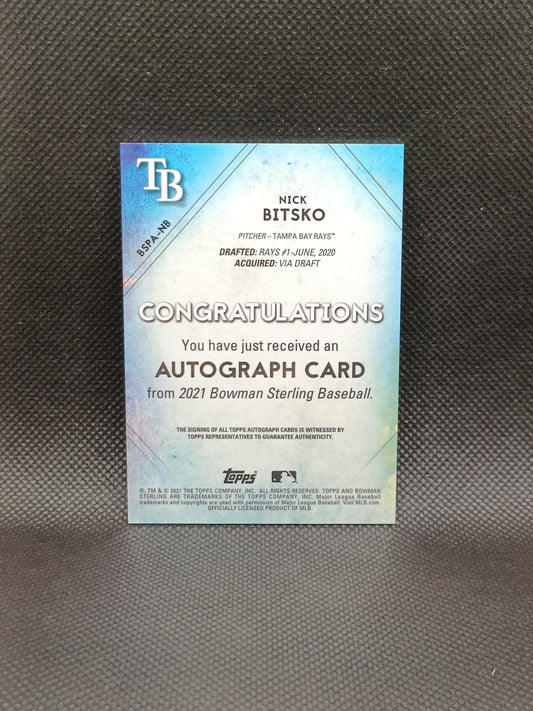 TB
BSPA-NB
NICK
BITSKO
PITCHER – TAMPA BAY RAYS™
DRAFTED: RAYS #1-JUNE, 2020
ACQUIRED: VIA DRAFT
CONGRATULATIONS
You have just received an
AUTOGRAPH CARD
from 2021 Bowman Sterling Baseball.
THE SIGNING OF ALL TOPPS AUTOGRAPH CARDS IS WITNESSED BY
TOPPS REPRESENTATIVES TO GUARANTEE AUTHENTICITY.
Topps
®, TM & © 2021 THE TOPPS COMPANY, INC. ALL RIGHTS RESERVED. TOPPS AND BOWMAN
STERLING ARE TRADEMARKS OF THE TOPPS COMPANY, INC. Major League Baseball
trademarks and copyrights are used with permission of Major League Baseball. Visit MLB.com.
OFFICIALLY LICENSED PRODUCT OF MLB.